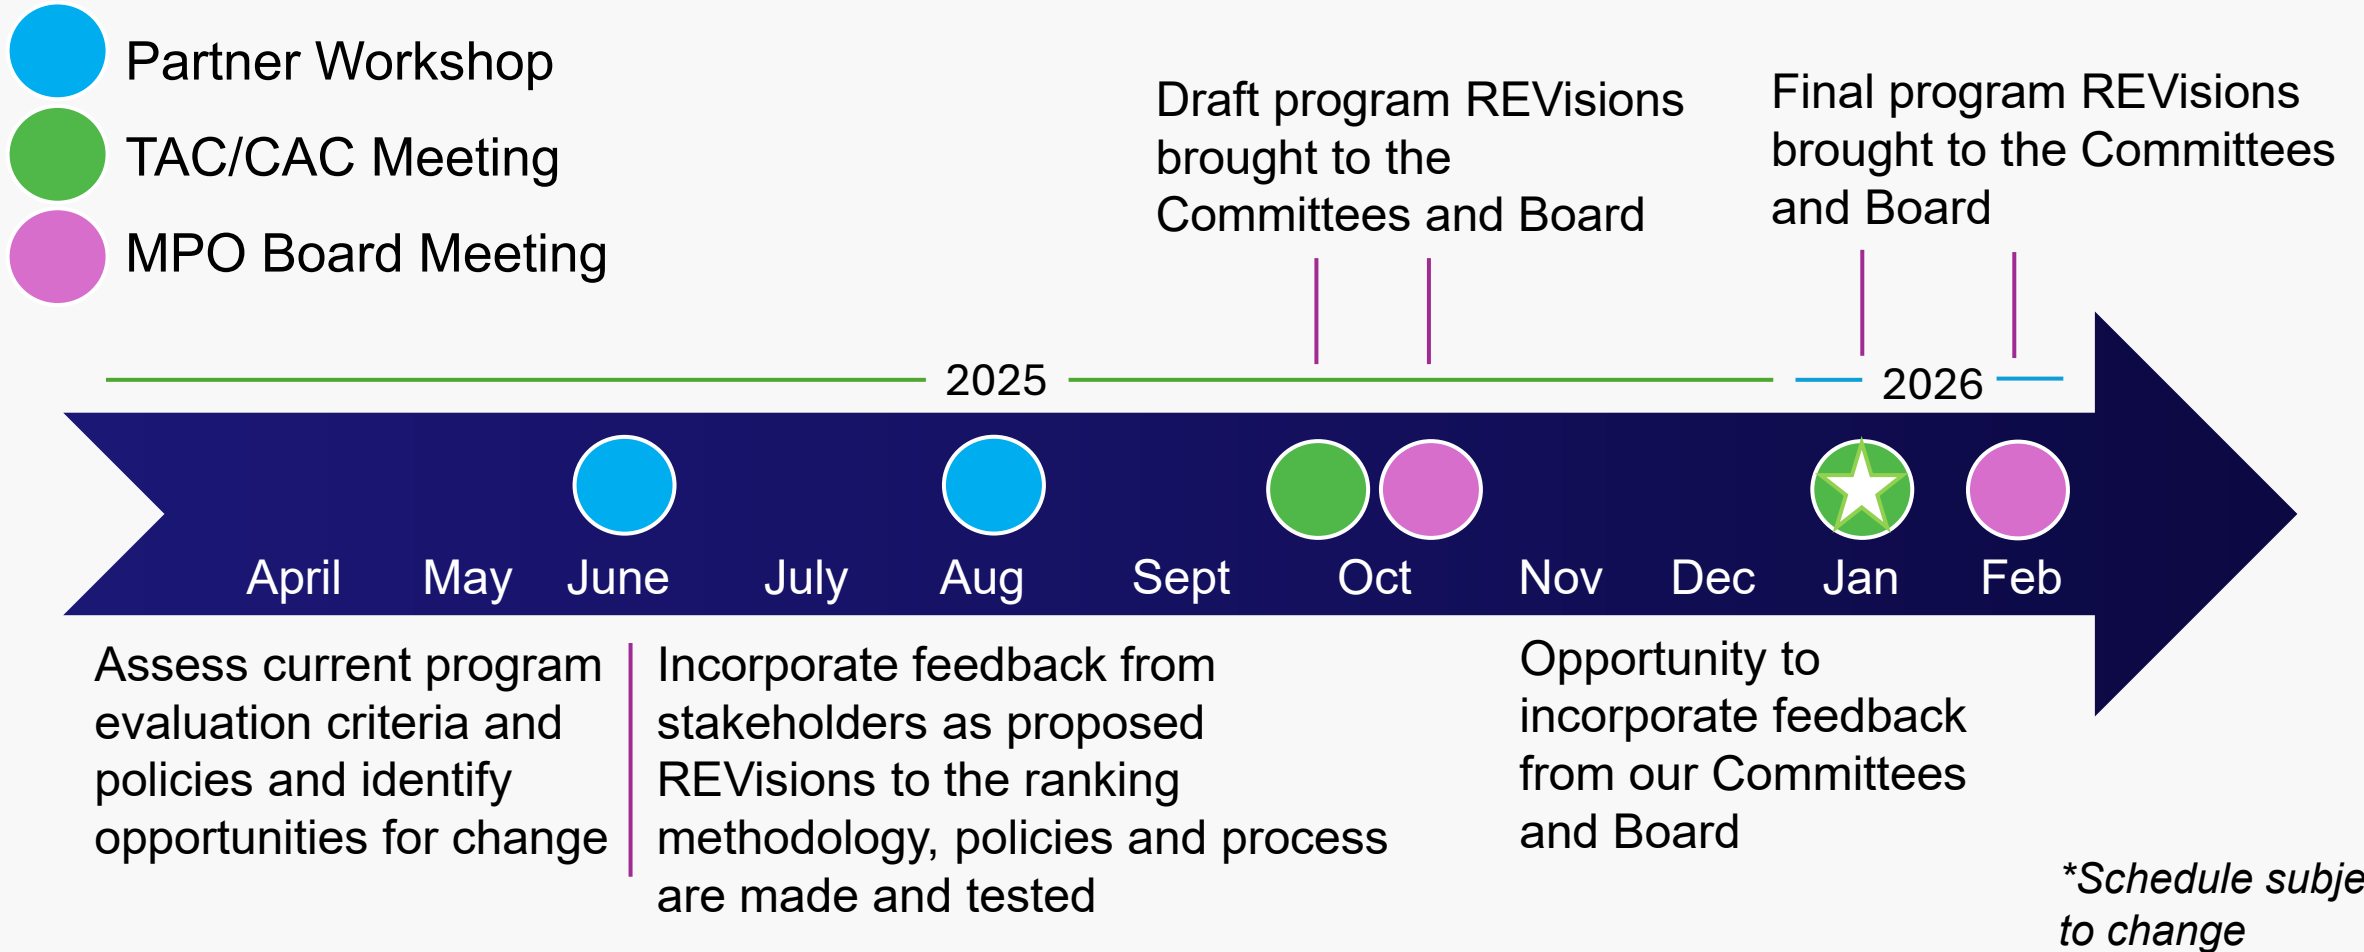 Partner Workshop
TAC/CAC Meeting
MPO Board Meeting
Draft program REVisions
brought to the
Committees and Board
Final program REVisions
brought to the Committees
and Board
2025
2026
April May June July Aug Sept Oct Nov Dec Jan Feb
Assess current program
evaluation criteria and
policies and identify
opportunities for change
Incorporate feedback from
stakeholders as proposed
REVisions to the ranking
methodology, policies and process
are made and tested
Opportunity to
incorporate feedback
from our Committees
and Board
*Schedule subje
to change